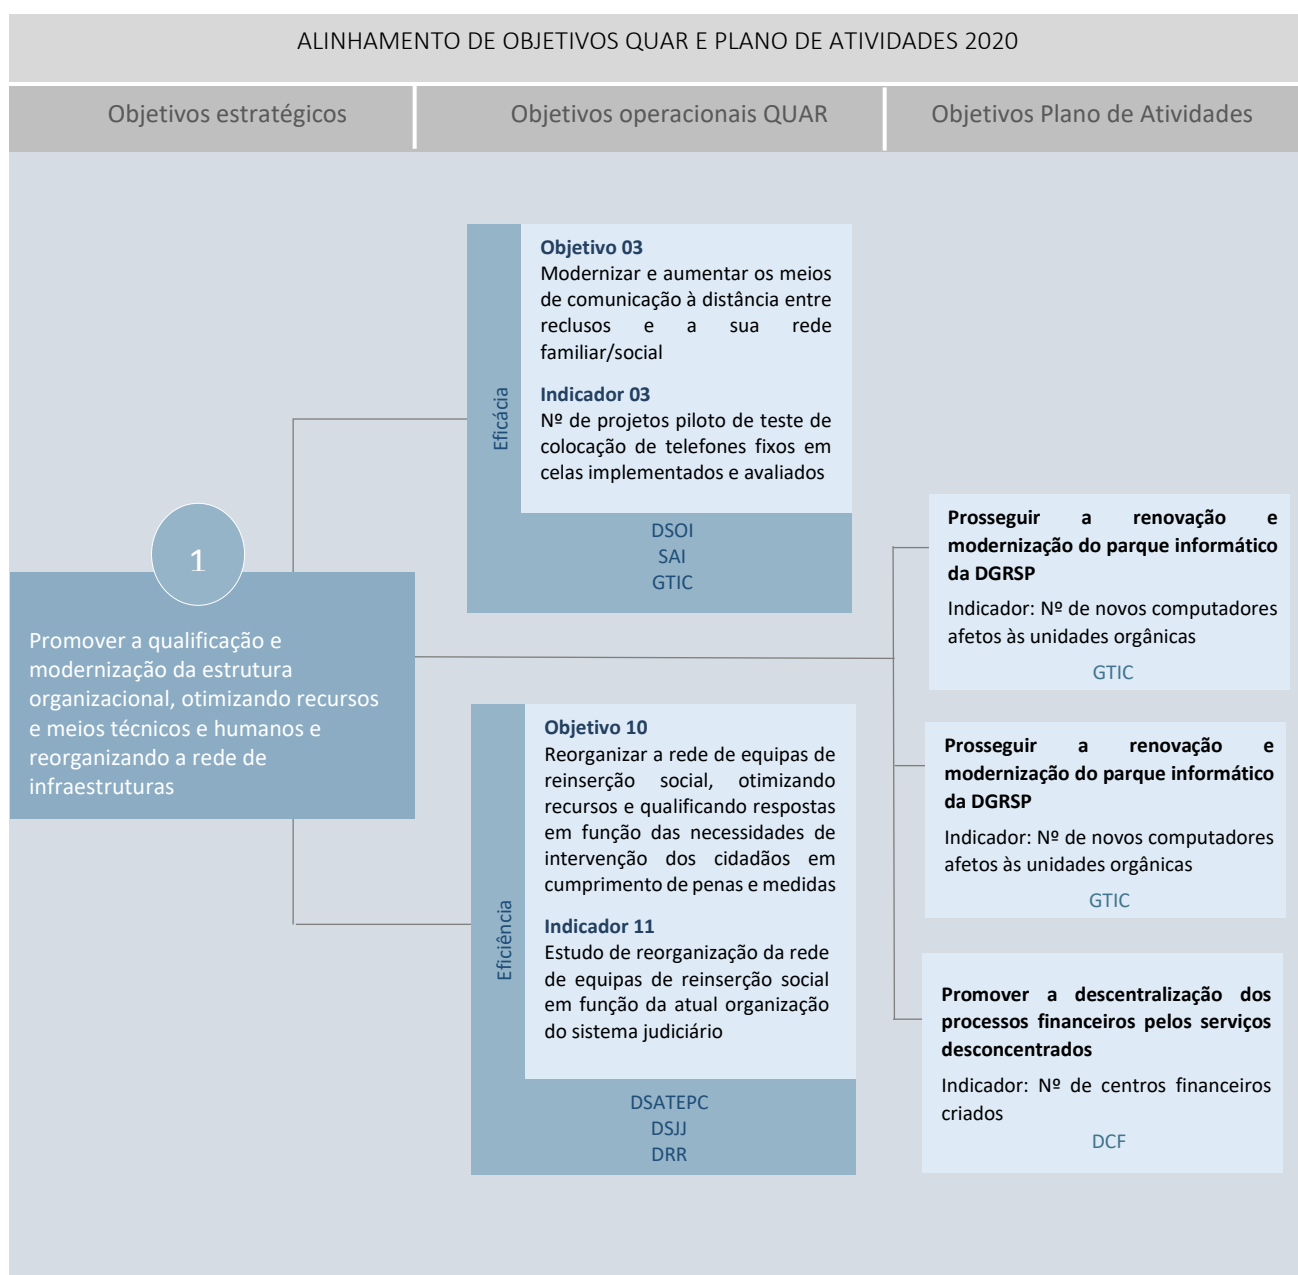 ALINHAMENTO DE OBJETIVOS QUAR E PLANO DE ATIVIDADES 2020
Objetivos estratégicos
Objetivos operacionais QUAR
Objetivos Plano de Atividades
1
Promover a qualificação e
modernização da estrutura
organizacional, otimizando recursos
e meios técnicos e humanos e
reorganizando a rede de
infraestruturas
Eficácia
Objetivo 03
Modernizar e aumentar os meios
de comunicação à distância entre
reclusos e a sua rede
familiar/social
Indicador 03
Nº de projetos piloto de teste de
colocação de telefones fixos em
celas implementados e avaliados
DSOI
SAI
GTIC
Eficiência
Objetivo 10
Reorganizar a rede de equipas de
reinserção social, otimizando
recursos e qualificando respostas
em função das necessidades de
intervenção dos cidadãos em
cumprimento de penas e medidas
Indicador 11
Estudo de reorganização da rede
de equipas de reinserção social
em função da atual organização
do sistema judiciário
DSATEPC
DSJJ
DRR
Prosseguir a renovação e
modernização do parque informático
da DGRSP
Indicador: Nº de novos computadores
afetos às unidades orgânicas
GTIC
Prosseguir a renovação e
modernização do parque informático
da DGRSP
Indicador: Nº de novos computadores
afetos às unidades orgânicas
GTIC
Promover a descentralização dos
processos financeiros pelos serviços
desconcentrados
Indicador: Nº de centros financeiros
criados
DCF